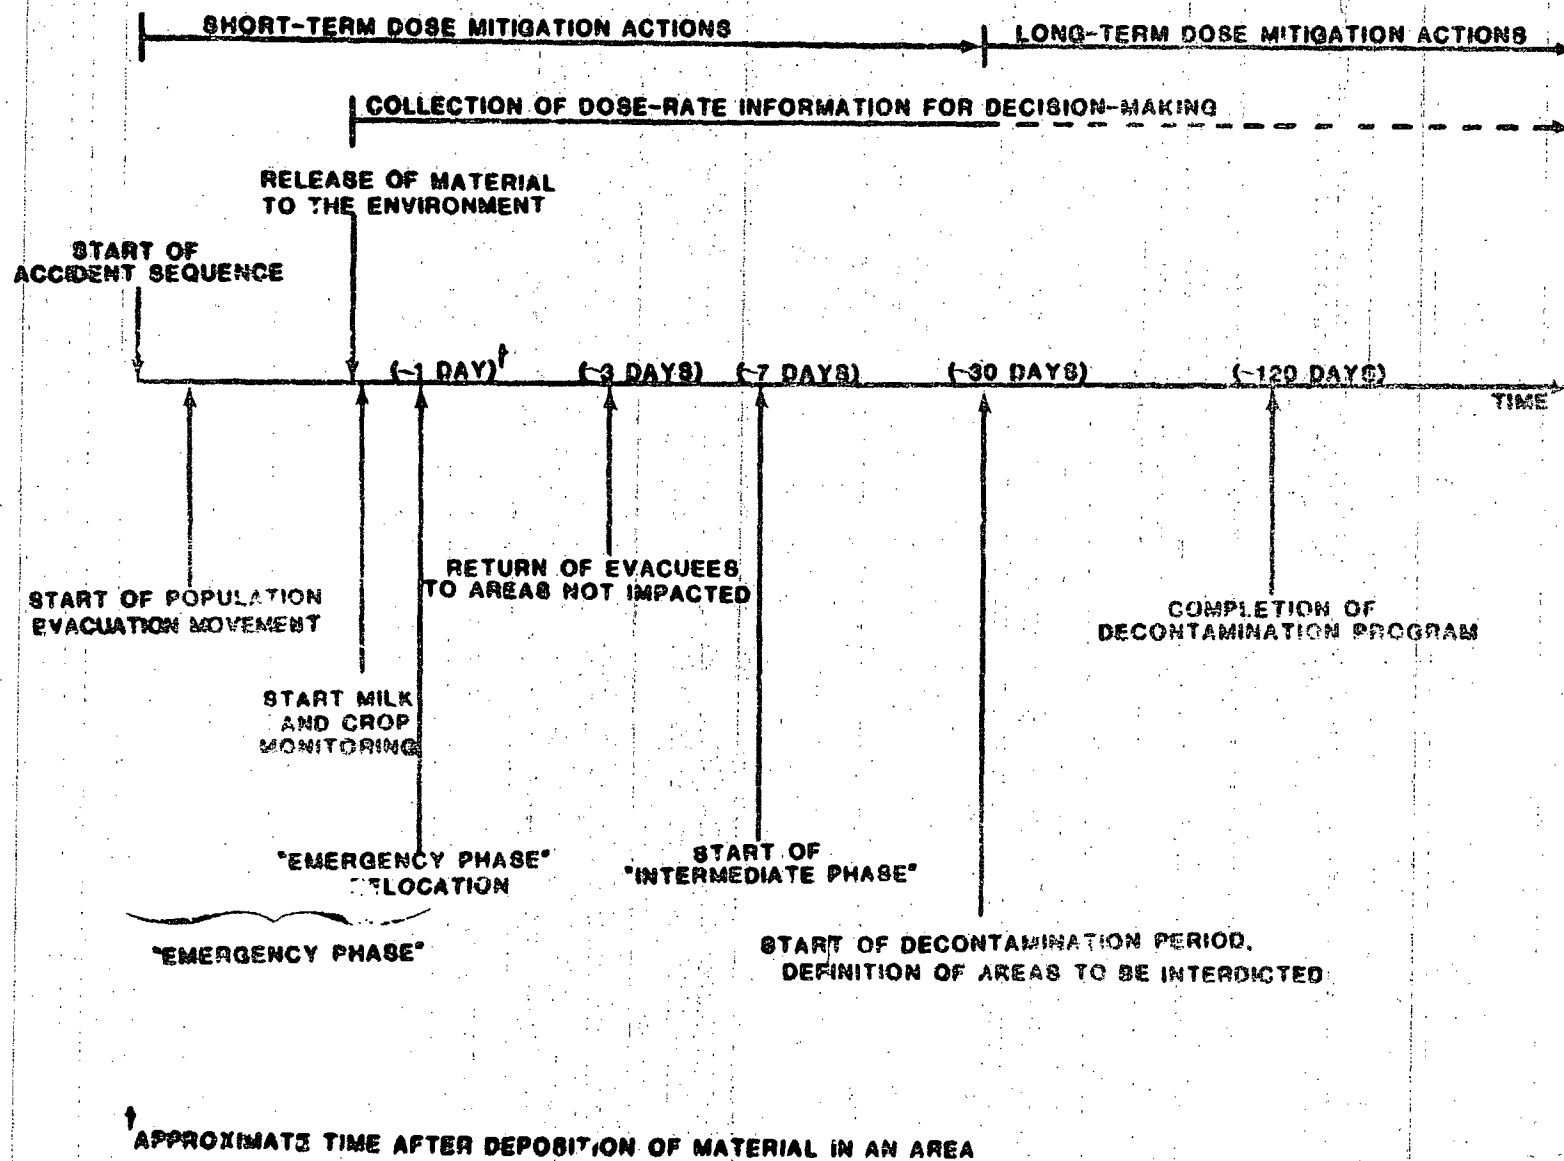 SHORT-TERM DOSE MITIGATION ACTIONS
LONG-TERM DOSE MITIGATION ACTIONS
COLLECTION OF DOSE-RATE INFORMATION FOR DECISION-MAKING
RELEASE OF MATERIAL
TO THE ENVIRONMENT
START OF
ACCIDENT SEQUENCE
(~1 DAY)†
(~3 DAYS)
(~7 DAYS)
(~30 DAYS)
(~120 DAYS)
TIME
START OF POPULATION
EVACUATION MOVEMENT
RETURN OF EVACUEES
TO AREAS NOT IMPACTED
COMPLETION OF
DECONTAMINATION PROGRAM
START MILK
AND CROP
MONITORING
"EMERGENCY PHASE"
RELOCATION
START OF
"INTERMEDIATE PHASE"
"EMERGENCY PHASE"
START OF DECONTAMINATION PERIOD,
DEFINITION OF AREAS TO BE INTERDICTED
†APPROXIMATE TIME AFTER DEPOSITION OF MATERIAL IN AN AREA